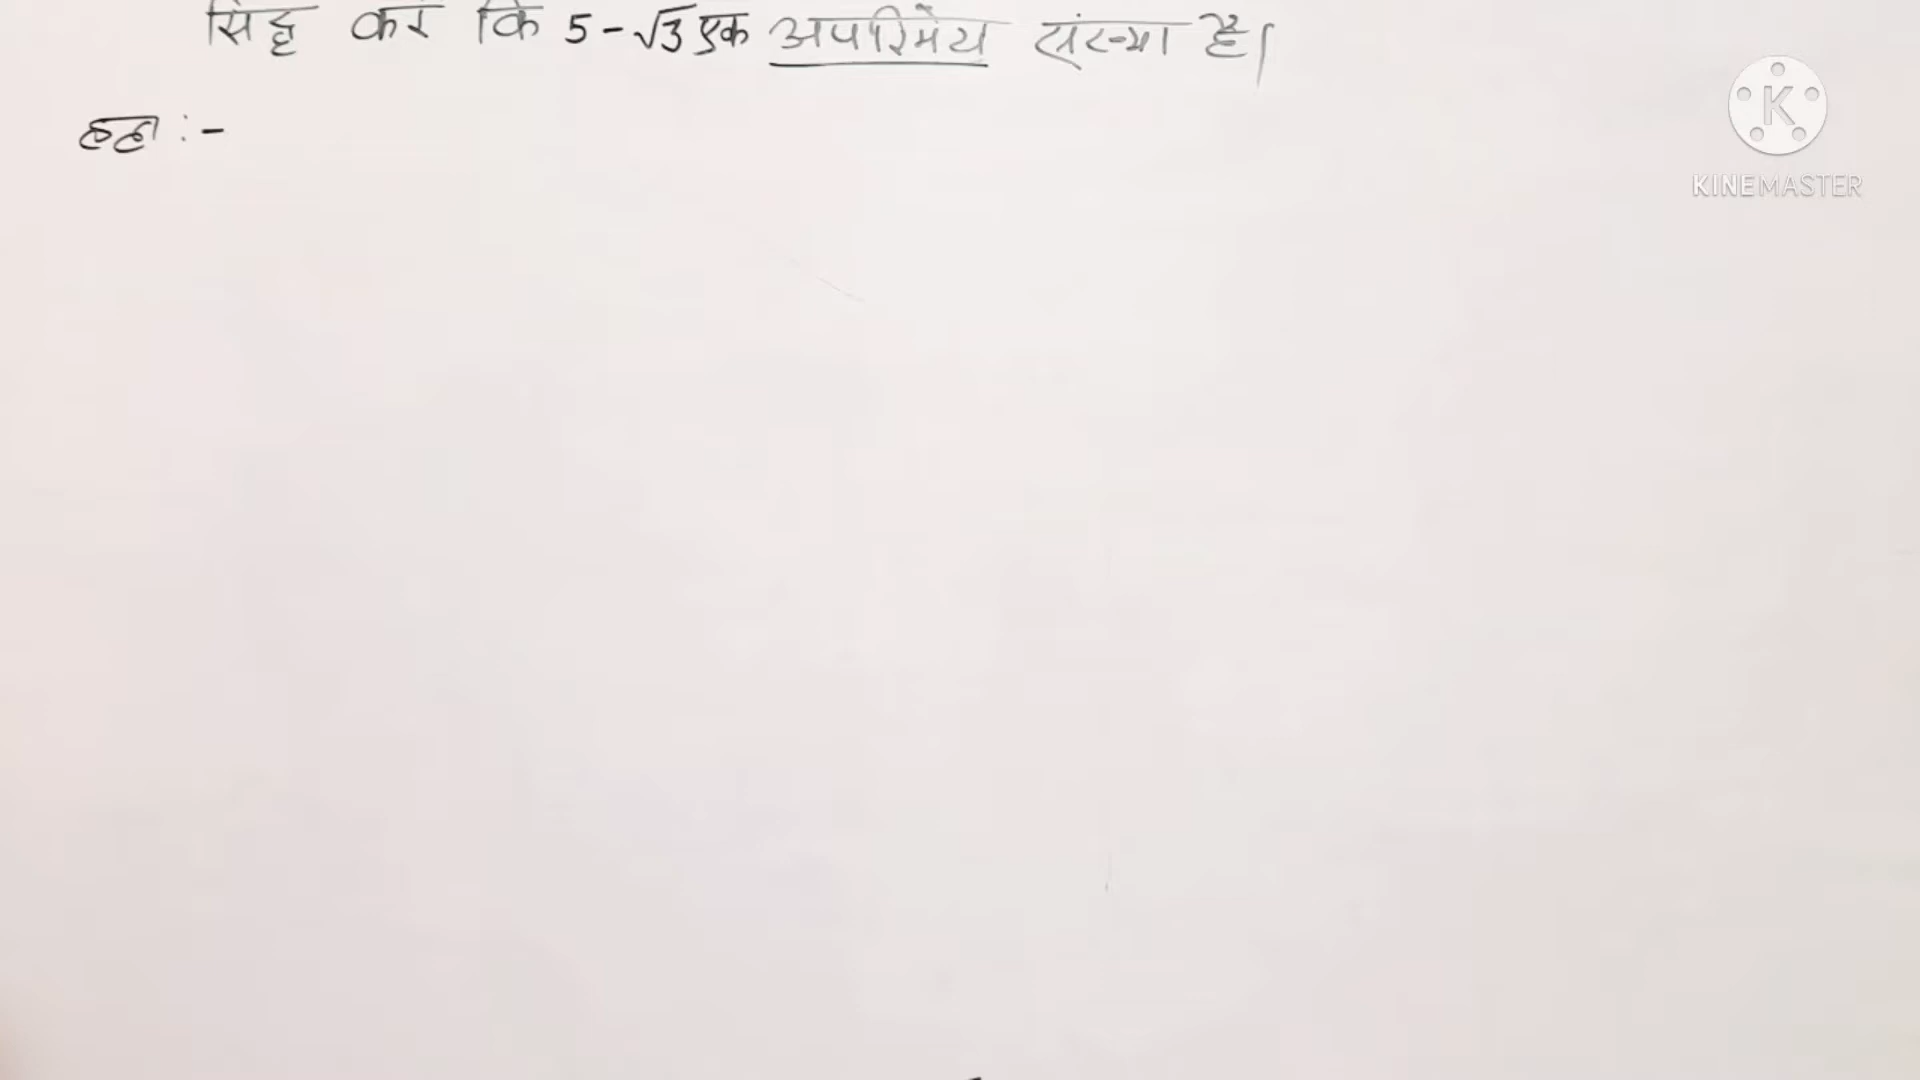 सिद्ध करें कि 5-√3 एक अपरिमेय संख्या है।
हल :-
K
KINEMASTER